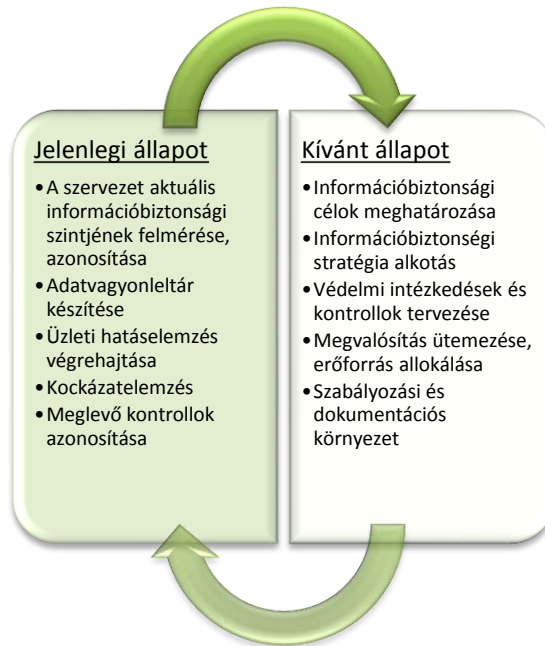 Jelenlegi állapot
•A szervezet aktuális
információbiztonsági
szintjének felmérése,
azonosítása
•Adatvagyonleltár
készítése
•Üzleti hatáselemzés
végrehajtása
•Kockázatelemzés
•Meglevő kontrollok
azonosítása
Kívánt állapot
•Információbiztonsági
célok meghatározása
•Információbiztonségi
stratégia alkotás
•Védelmi intézkedések és
kontrollok tervezése
•Megvalósítás ütemezése,
erőforrás allokálása
•Szabályozási és
dokumentációs
környezet